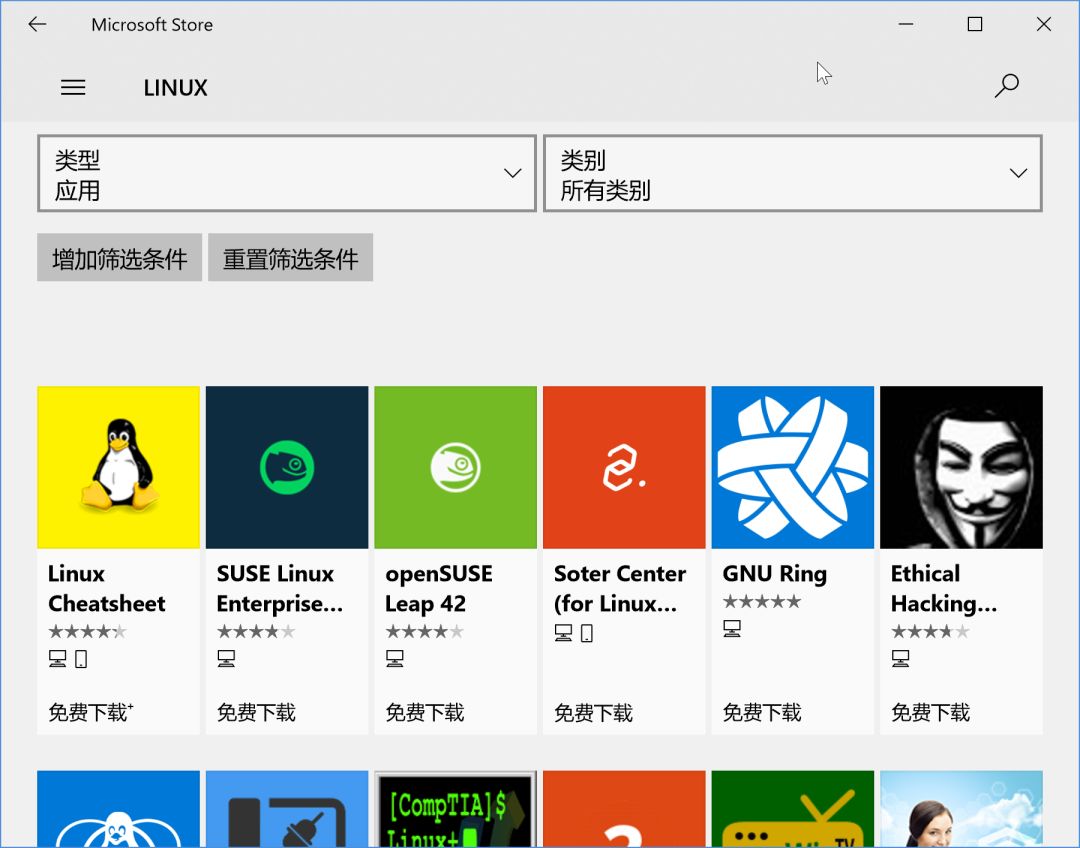 Microsoft Store
LINUX
类型
应用
类别
所有类别
增加筛选条件
重置筛选条件
Linux
Cheatsheet
免费下载+
SUSE Linux
Enterprise...
免费下载
openSUSE
Leap 42
免费下载
Soter Center
(for Linux...
免费下载
GNU Ring
免费下载
Ethical
Hacking...
免费下载
[CompTIA]$
Linux+
TV